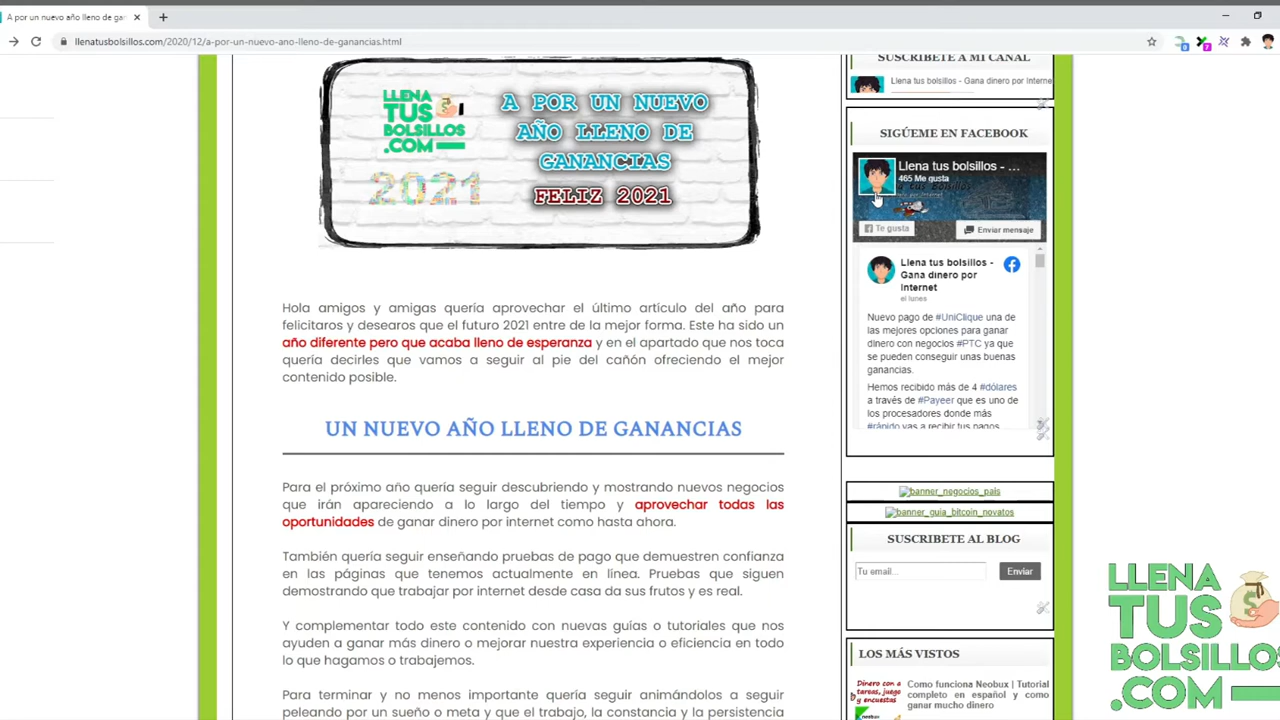 A por un nuevo año lleno de ga
llenatusbolsillos.com/2020/12/a-por-un-nuevo-ano-lleno-de-ganancias.html
LLENA
TUS
BOLSILLOS
.COM
2021
A POR UN NUEVO
AÑO LLENO DE
GANANCIAS
FELIZ 2021
Hola amigos y amigas quería aprovechar el último artículo del año para
felicitaros y desearos que el futuro 2021 entre de la mejor forma. Este ha sido un
año diferente pero que acaba lleno de esperanza y en el apartado que nos toca
quería decirles que vamos a seguir al pie del cañón ofreciendo el mejor
contenido posible.
UN NUEVO AÑO LLENO DE GANANCIAS
Para el próximo año quería seguir descubriendo y mostrando nuevos negocios
que irán apareciendo a lo largo del tiempo y aprovechar todas las
oportunidades de ganar dinero por internet como hasta ahora.
También quería seguir enseñando pruebas de pago que demuestren confianza
en las páginas que tenemos actualmente en línea. Pruebas que siguen
demostrando que trabajar por internet desde casa da sus frutos y es real.
Y complementar todo este contenido con nuevas guías o tutoriales que nos
ayuden a ganar más dinero o mejorar nuestra experiencia o eficiencia en todo
lo que hagamos o trabajemos.
Para terminar y no menos importante quería seguir animándolos a seguir
peleando por un sueño o meta y que el trabajo, la constancia y la persistencia
SUSCRIBETE A MI CANAL
Llena tus bolsillos - Gana dinero por Interne
SIGÚEME EN FACEBOOK
Llena tus bolsillos - ...
465 Me gusta
Te gusta
Enviar mensaje
Llena tus bolsillos -
Gana dinero por
Internet
el lunes
Nuevo pago de #UniClique una de
las mejores opciones para ganar
dinero con negocios #PTC ya que
se pueden conseguir unas buenas
ganancias.
Hemos recibido más de 4 #dólares
a través de #Payeer que es uno de
los procesadores donde más
#rápido vas a recibir tus pagos
banner_negocios_pais
banner_guia_bitcoin_novatos
SUSCRIBETE AL BLOG
Tu email...
Enviar
LOS MÁS VISTOS
Dinero con a
tareas, juego
y encuestas
neobux
Como funciona Neobux | Tutorial
completo en español y como
ganar mucho dinero
LLENA
TUS
BOLSILLOS
.COM